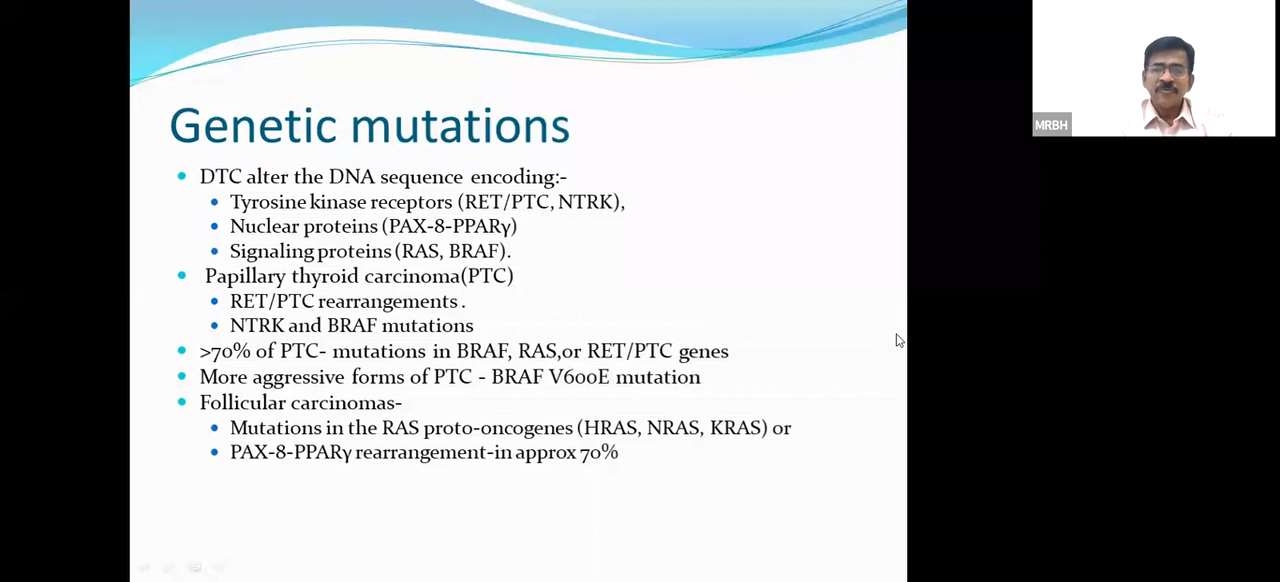 Genetic mutations
DTC alter the DNA sequence encoding:-
Tyrosine kinase receptors (RET/PTC, NTRK),
Nuclear proteins (PAX-8-PPARγ)
Signaling proteins (RAS, BRAF).
Papillary thyroid carcinoma(PTC)
RET/PTC rearrangements .
NTRK and BRAF mutations
>70% of PTC- mutations in BRAF, RAS,or RET/PTC genes
More aggressive forms of PTC - BRAF V600E mutation
Follicular carcinomas-
Mutations in the RAS proto-oncogenes (HRAS, NRAS, KRAS) or
PAX-8-PPARγ rearrangement-in approx 70%
MRBH